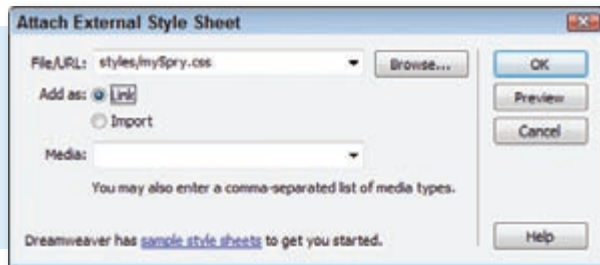 Attach External Style Sheet
File/URL: styles/mySpry.css Browse... OK
Add as: Link Preview
Import Cancel
Media:
You may also enter a comma-separated list of media types.
Dreamweaver has sample style sheets to get you started. Help